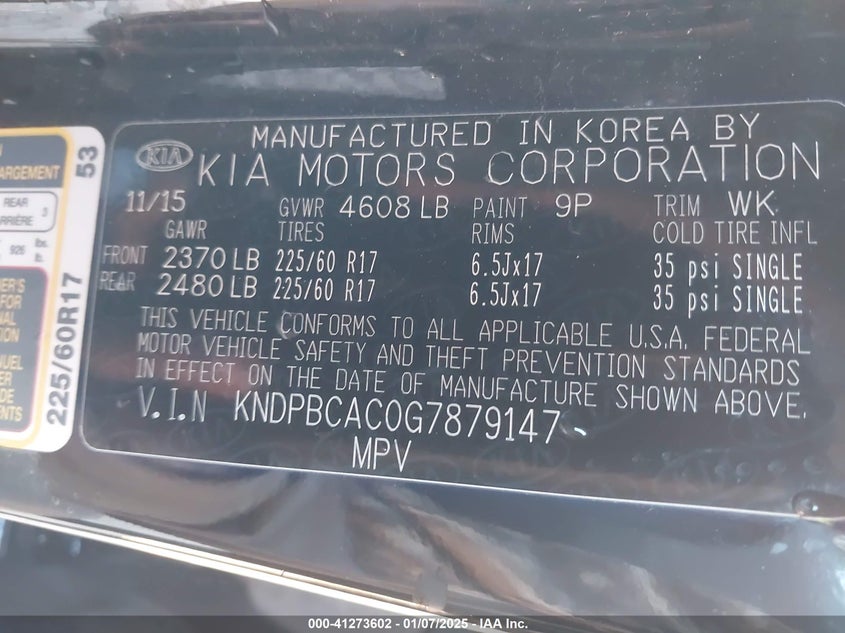 MANUFACTURED IN KOREA BY
KIA KIA MOTORS CORPORATION
11/15 GVWR 4608 LB PAINT 9P TRIM WK
GAWR TIRES RIMS COLD TIRE INFL
FRONT 2370 LB 225/60 R17 6.5Jx17 35 psi SINGLE
REAR 2480 LB 225/60 R17 6.5Jx17 35 psi SINGLE
THIS VEHICLE CONFORMS TO ALL APPLICABLE U.S.A. FEDERAL
MOTOR VEHICLE SAFETY AND THEFT PREVENTION STANDARDS
IN EFFECT ON THE DATE OF MANUFACTURE SHOWN ABOVE.
V.I.N KNDPBCAC0G7879147
MPV
53
225/60R17
REAR
3
926 lbs.
000-41273602 - 01/07/2025 - IAA Inc.